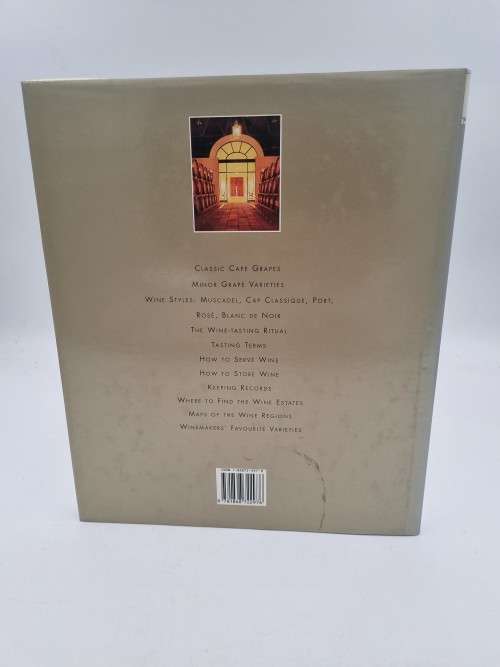 Classic Cape Grapes
Minor Grape Varieties
Wine Styles: Muscadel, Cap Classique, Port,
Rosé, Blanc de Noir
The Wine-tasting Ritual
Tasting Terms
How to Serve Wine
How to Store Wine
Keeping Records
Where to Find the Wine Estates
Maps of the Wine Regions
Winemakers' Favourite Varieties